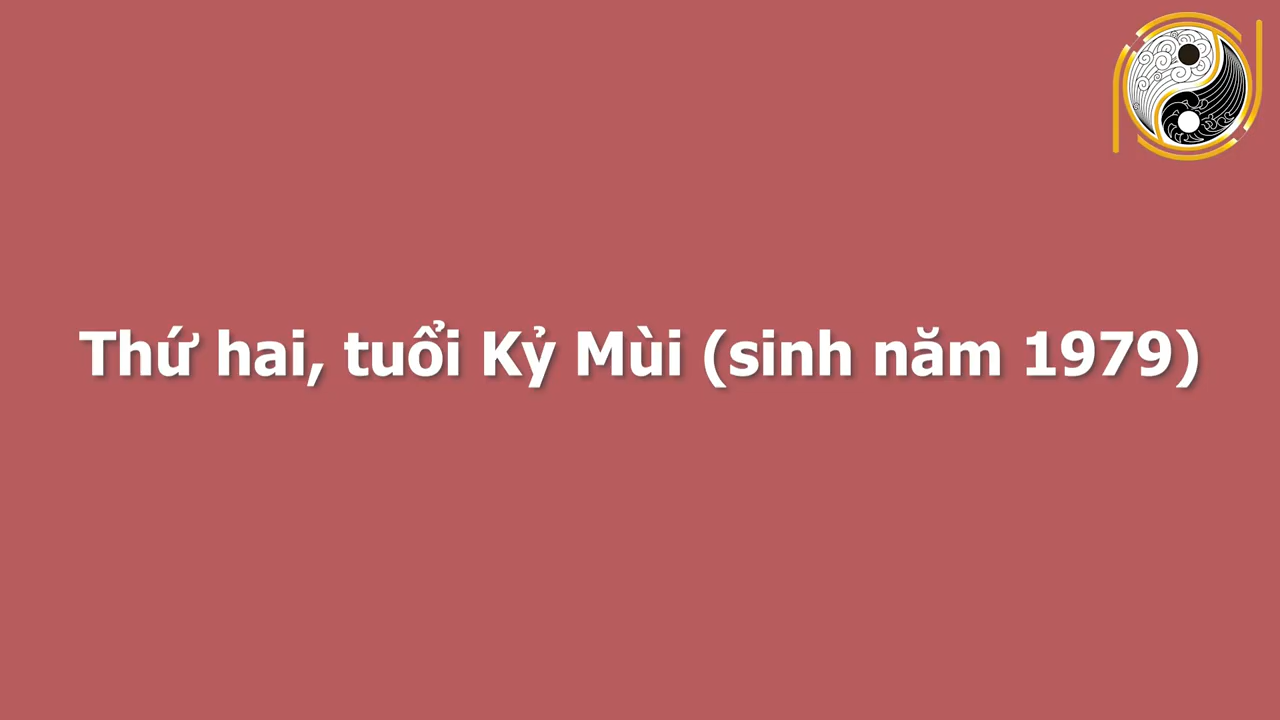 Thứ hai, tuổi Kỷ Mùi (sinh năm 1979)